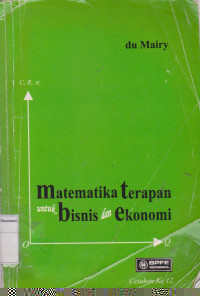 du Mairy
C, R, π
matematika terapan
untuk bisnis dan ekonomi
O
Q
BPFE
Cetakan Ke 12